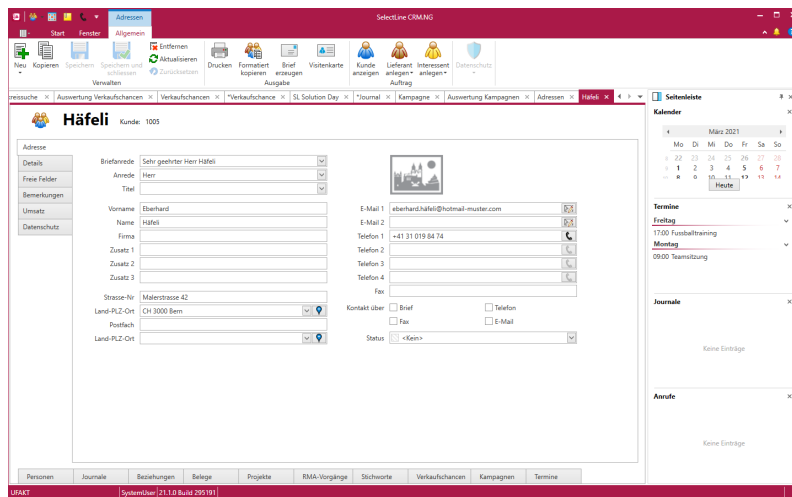 Adressen
SelectLine CRM.NG
Start Fenster Allgemein
Neu Kopieren Speichern Speichern und schliessen
Entfernen
Aktualisieren
Zurücksetzen
Drucken Formatiert kopieren Brief erzeugen Visitenkarte Kunde anzeigen Lieferant anlegen Interessent anlegen Datenschutz
Verwalten Ausgabe Auftrag
reissuche Auswertung Verkaufschancen Verkaufschancen *Verkaufschance SL Solution Day *Journal Kampagne Auswertung Kampagnen Adressen Häfeli
Häfeli Kunde: 1005
Adresse
Details
Freie Felder
Bemerkungen
Umsatz
Datenschutz
Briefanrede Sehr geehrter Herr Häfeli
Anrede Herr
Titel
Vorname Eberhard
Name Häfeli
Firma
Zusatz 1
Zusatz 2
Zusatz 3
Strasse-Nr Malerstrasse 42
Land-PLZ-Ort CH 3000 Bern
Postfach
Land-PLZ-Ort
E-Mail 1 eberhard.häfeli@hotmail-muster.com
E-Mail 2
Telefon 1 +41 31 019 84 74
Telefon 2
Telefon 3
Telefon 4
Fax
Kontakt über Brief Telefon
Fax E-Mail
Status <Kein>
Seitenleiste
Kalender
März 2021
Mo Di Mi Do Fr Sa So
22 23 24 25 26 27 28
1 2 3 4 5 6 7
8 9 10 11 12 13 14
Heute
Termine
Freitag
17:00 Fussballtraining
Montag
09:00 Teamsitzung
Journale
Keine Einträge
Anrufe
Keine Einträge
Personen Journale Beziehungen Belege Projekte RMA-Vorgänge Stichworte Verkaufschancen Kampagnen Termine
UFAKT SystemUser 21.1.0 Build 295191